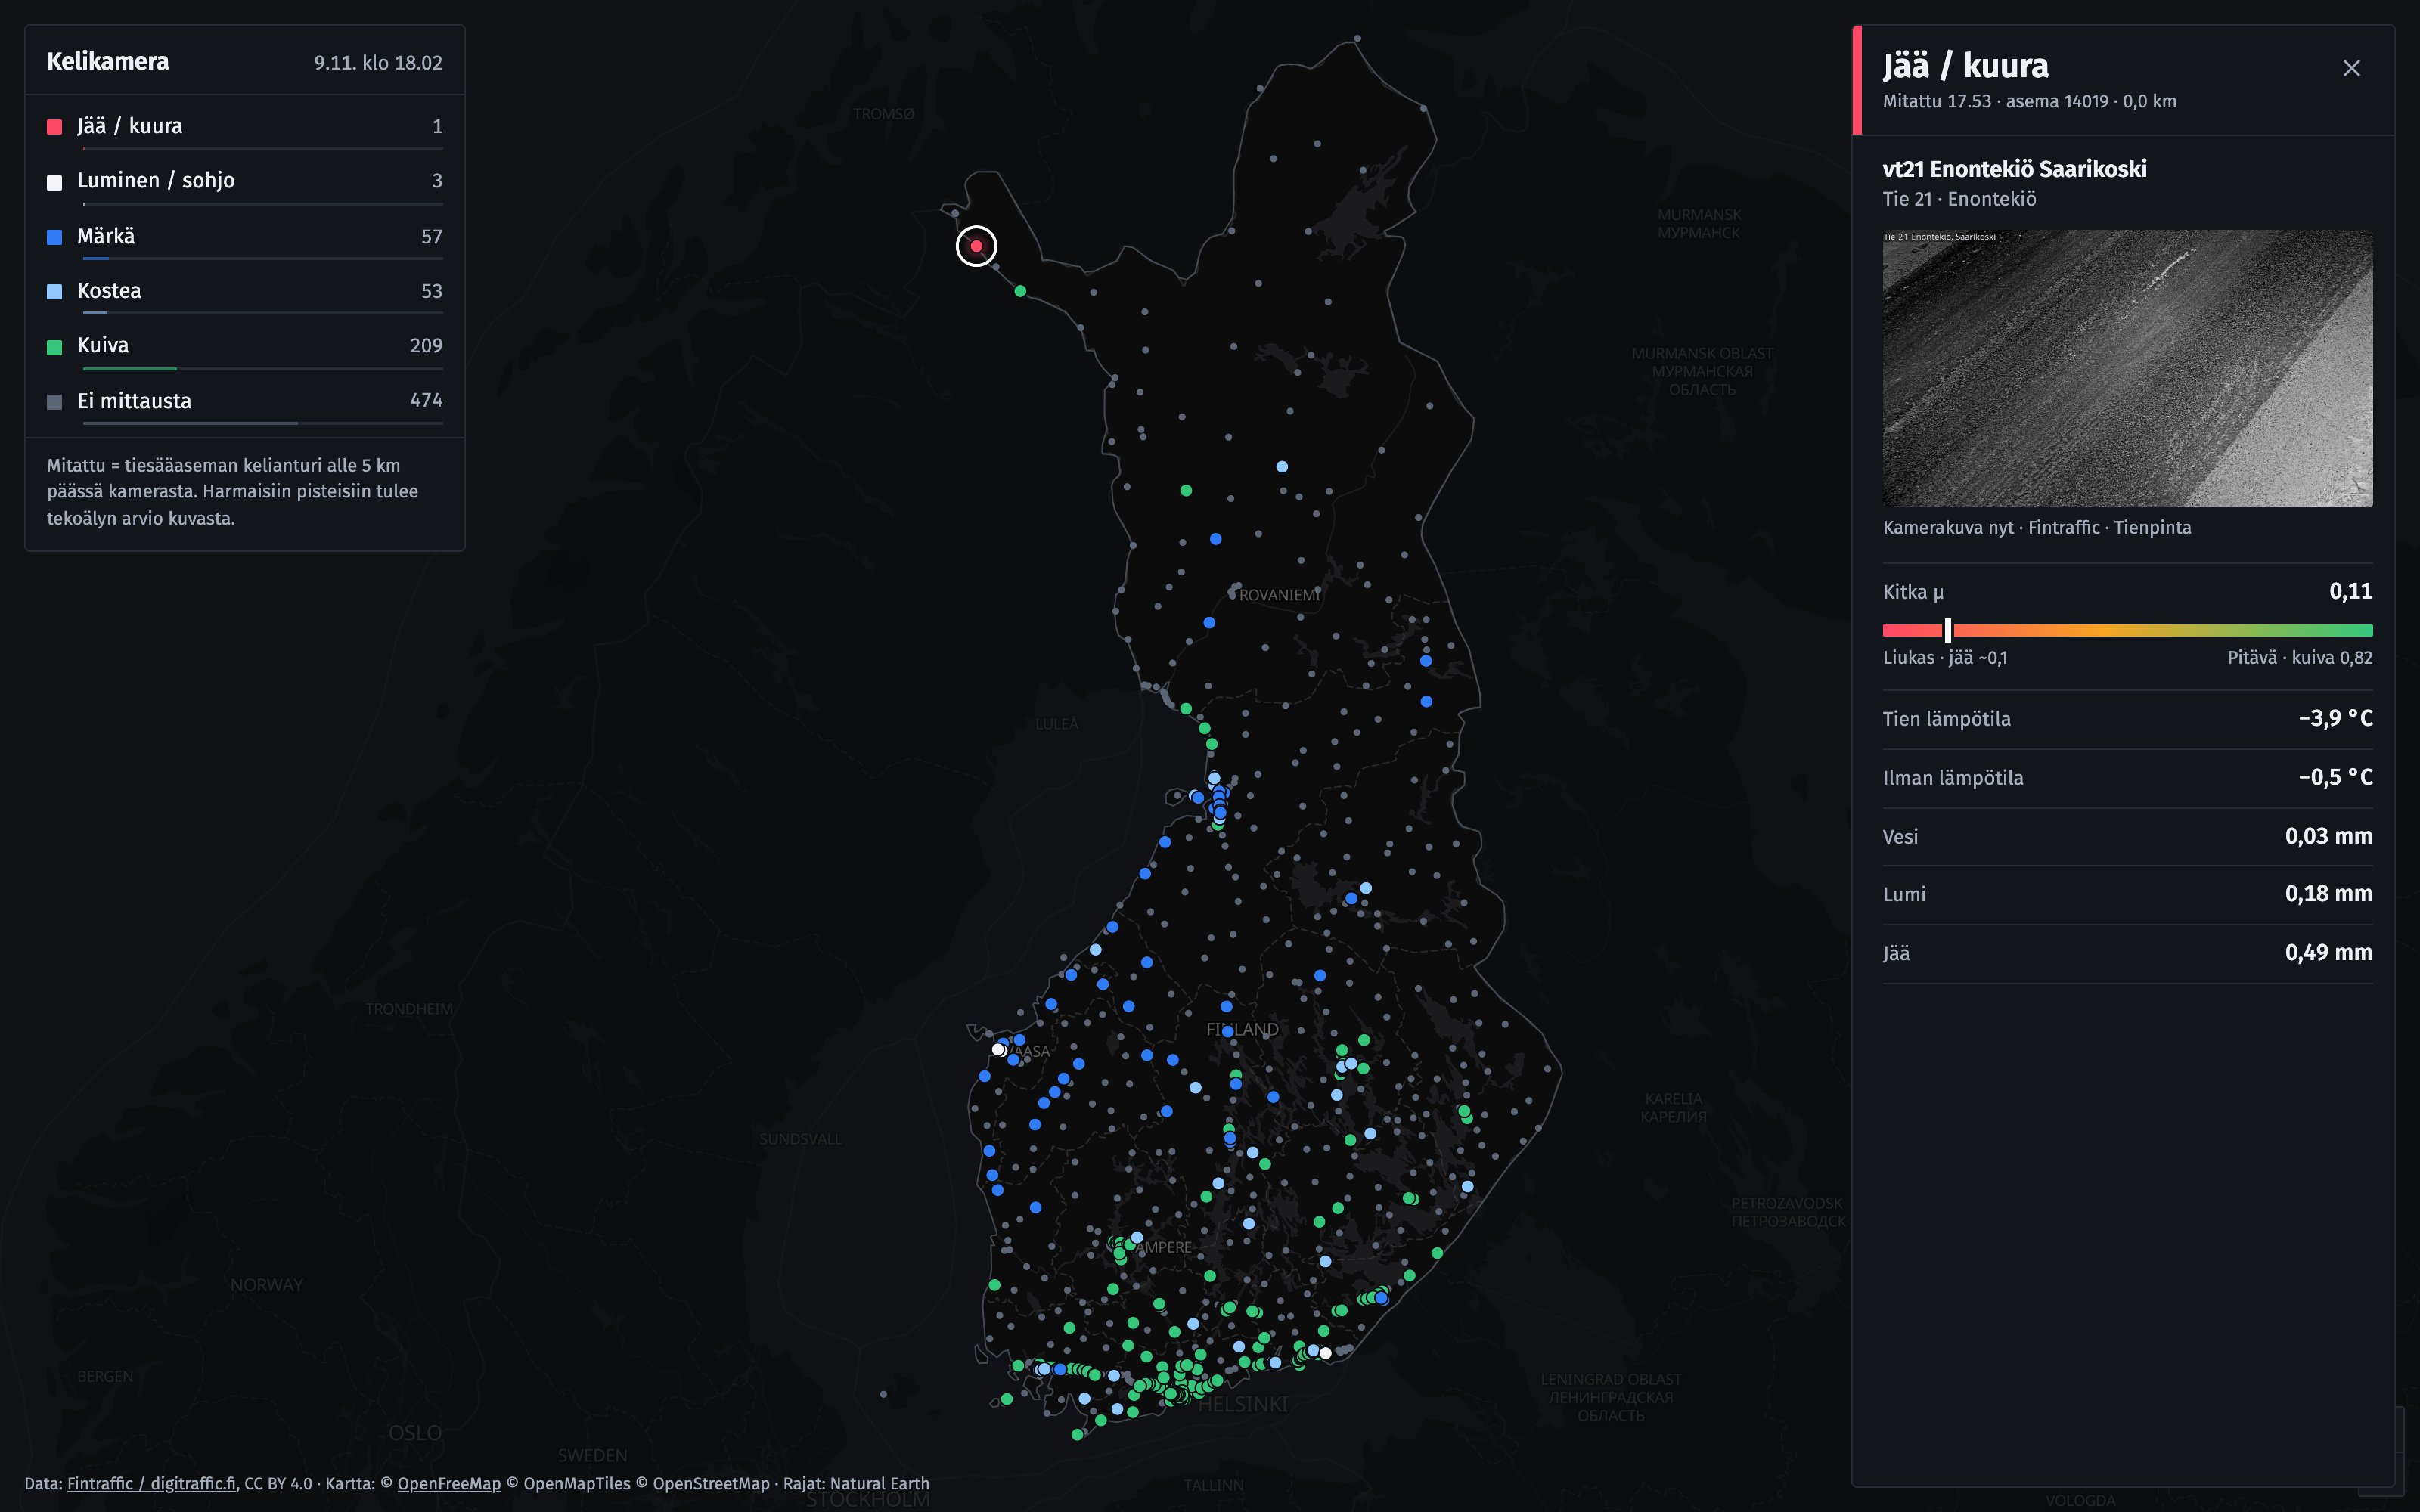 Kelikamera
9.11. klo 18.02
Jää / kuura
1
Luminen / sohjo
3
Märkä
57
Kostea
53
Kuiva
209
Ei mittausta
474
Mitattu = tiesääaseman kelianturi alle 5 km
päässä kamerasta. Harmaisiin pisteisiin tulee
tekoälyn arvio kuvasta.
TROMSØ
MURMANSK
МУРМАНСК
MURMANSK OBLAST
МУРМАНСКАЯ
ОБЛАСТЬ
ROVANIEMI
LULEÅ
TRONDHEIM
FINLAND
SUNDSVALL
KARELIA
КАРЕЛИЯ
PETROZAVODSK
ПЕТРОЗАВОДСК
NORWAY
BERGEN
OSLO
SWEDEN
HELSINKI
LENINGRAD OBLAST
ЛЕНИНГРАДСКАЯ
ОБЛАСТЬ
TALLINN
STOCKHOLM
VOLOGDA
Data: Fintraffic / digitraffic.fi, CC BY 4.0 · Kartta: © OpenFreeMap © OpenMapTiles © OpenStreetMap · Rajat: Natural Earth
Jää / kuura
Mitattu 17.53 · asema 14019 · 0,0 km
vt21 Enontekiö Saarikoski
Tie 21 · Enontekiö
Tie 21 Enontekiö, Saarikoski
Kamerakuva nyt · Fintraffic · Tienpinta
Kitka µ
0,11
Liukas · jää ~0,1
Pitävä · kuiva 0,82
Tien lämpötila
−3,9 °C
Ilman lämpötila
−0,5 °C
Vesi
0,03 mm
Lumi
0,18 mm
Jää
0,49 mm